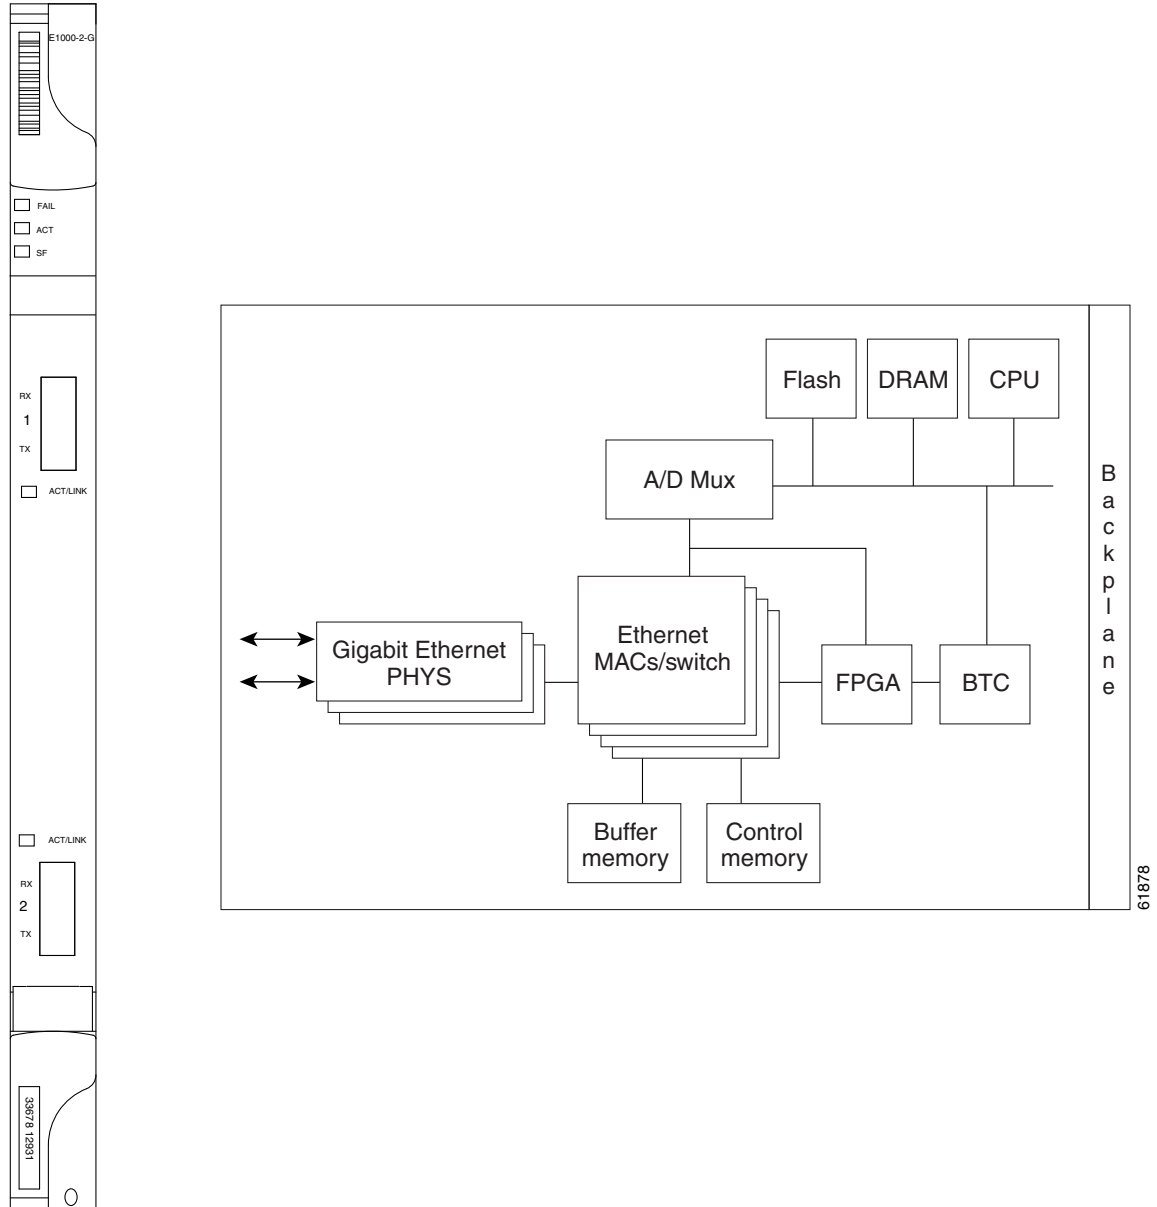 E1000-2-G
FAIL
ACT
SF
RX
1
TX
ACT/LINK
ACT/LINK
RX
2
TX
33678 12931
Flash
DRAM
CPU
A/D Mux
Ethernet
MACs/switch
Gigabit Ethernet
PHYS
FPGA
BTC
Buffer
memory
Control
memory
Backplane
61878